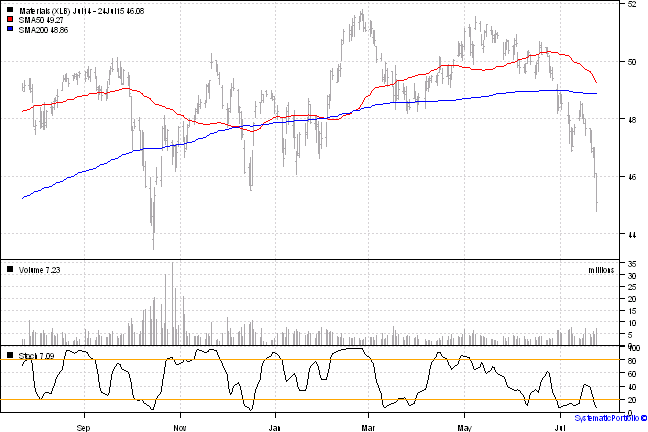 Materials (XLB) Jul14 - 24Jul15 45.08
SMA50 49.27
SMA200 48.86
52
50
48
46
44
Volume 7.23
millions
35
30
25
20
15
10
5
0
Stoch 7.09
100
80
60
40
20
0
Sep Nov Jan Mar May Jul
SystematicPortfolio ©